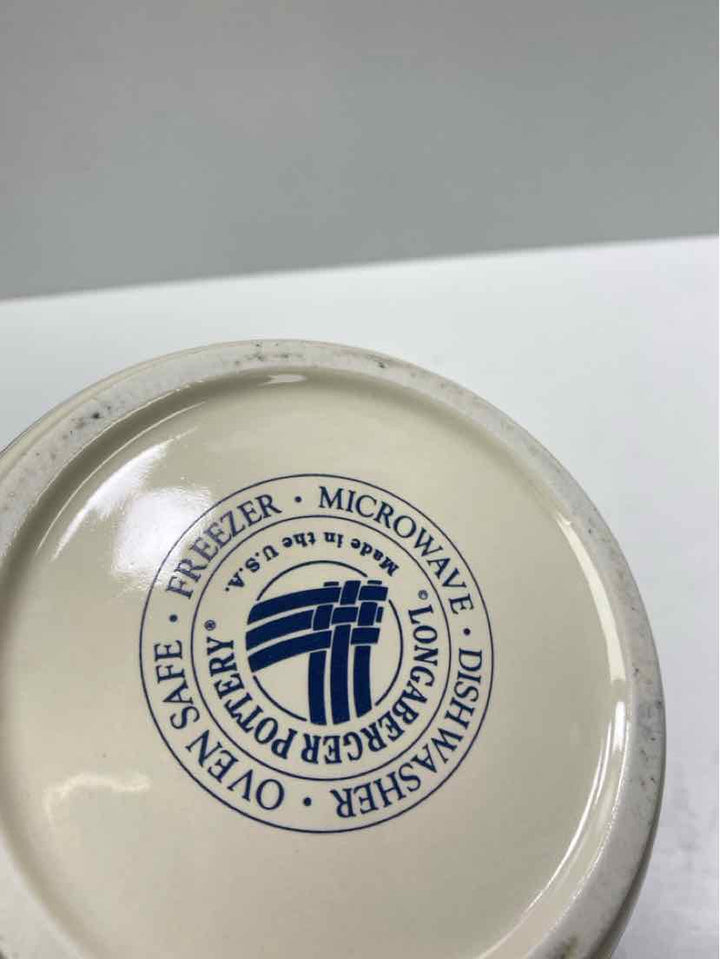 OVEN SAFE · FREEZER · MICROWAVE · DISHWASHER ·
LONGABERGER POTTERY®
Made in the U.S.A.
©